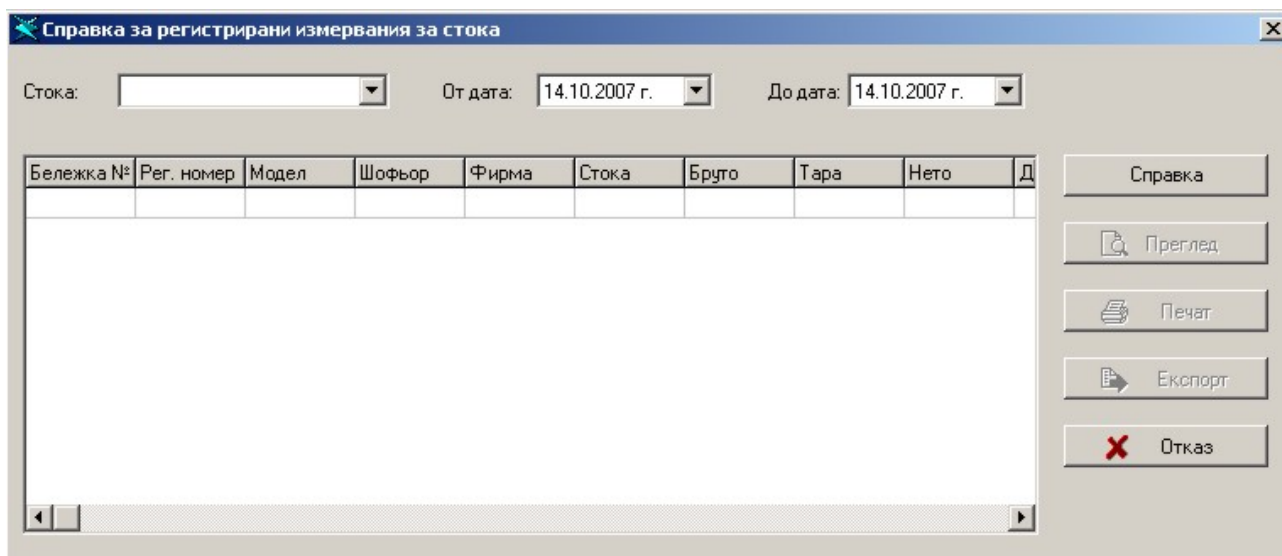 Справка за регистрирани измервания за стока
Стока: От дата: 14.10.2007 г. До дата: 14.10.2007 г.
Бележка № Рег. номер Модел Шофьор Фирма Стока Бруто Тара Нето Д
Справка
Преглед
Печат
Експорт
Отказ